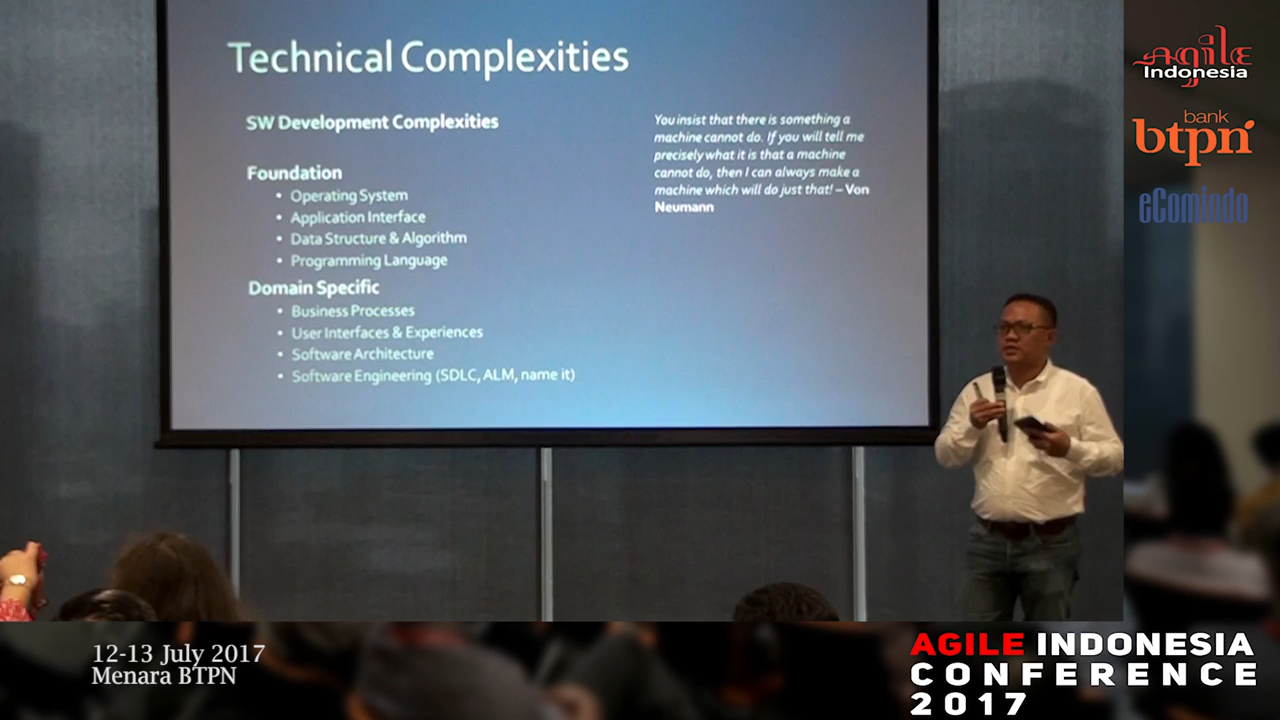 Technical Complexities
SW Development Complexities
Foundation
• Operating System
• Application Interface
• Data Structure & Algorithm
• Programming Language
Domain Specific
• Business Processes
• User Interfaces & Experiences
• Software Architecture
• Software Engineering (SDLC, ALM, name it)
You insist that there is something a
machine cannot do. If you will tell me
precisely what it is that a machine
cannot do, then I can always make a
machine which will do just that! – Von
Neumann
agile
Indonesia
bank
btpn
eComindo
12-13 July 2017
Menara BTPN
AGILE INDONESIA
CONFERENCE
2017